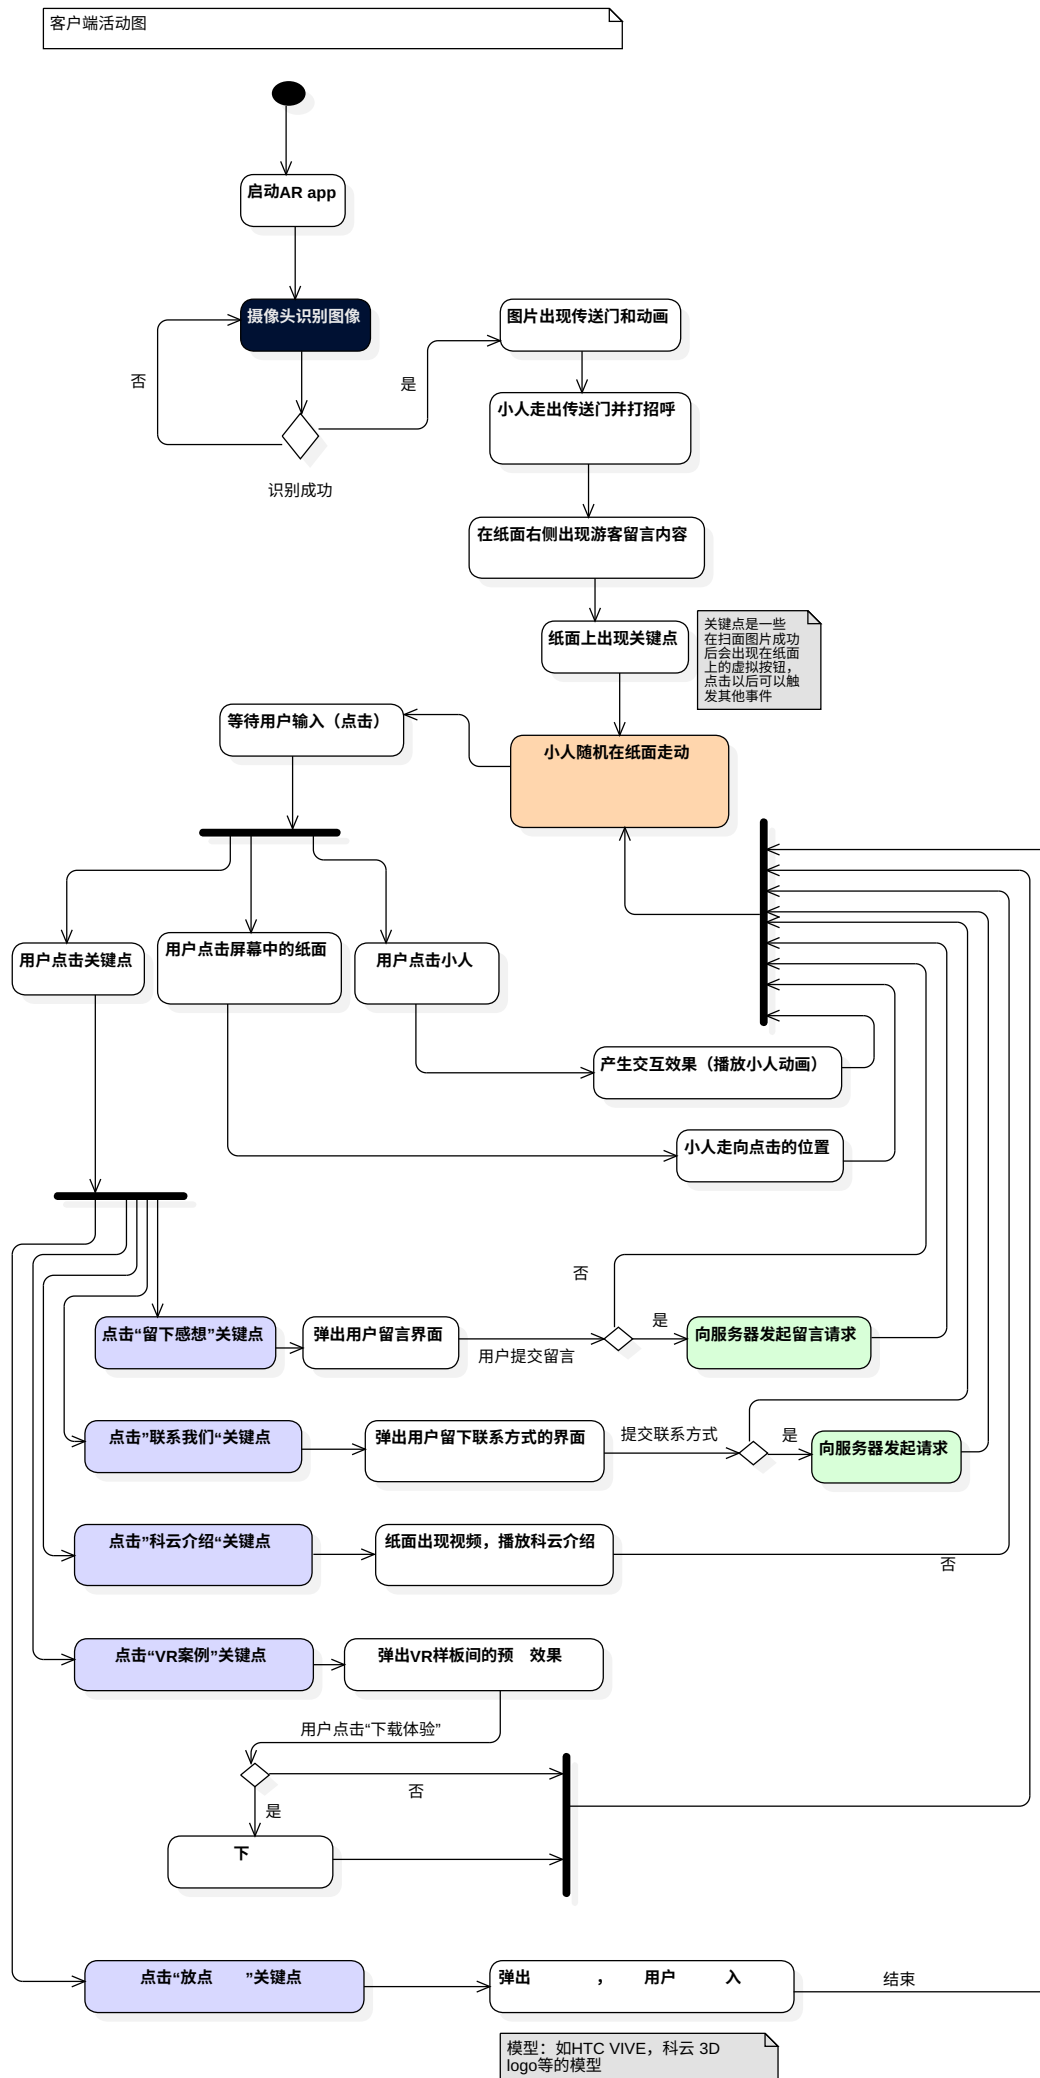 客户端活动图
启动AR app
摄像头识别图像
图片出现传送门和动画
否
是
小人走出传送门并打招呼
识别成功
在纸面右侧出现游客留言内容
纸面上出现关键点
关键点是一些
在扫面图片成功
后会出现在纸面
上的虚拟按钮，
点击以后可以触
发其他事件
等待用户输入（点击）
小人随机在纸面走动
用户点击关键点
用户点击屏幕中的纸面
用户点击小人
产生交互效果（播放小人动画）
小人走向点击的位置
否
是
点击“留下感想”关键点
弹出用户留言界面
用户提交留言
向服务器发起留言请求
点击”联系我们“关键点
弹出用户留下联系方式的界面
提交联系方式
是
向服务器发起请求
点击”科云介绍“关键点
纸面出现视频，播放科云介绍
否
点击“VR案例”关键点
弹出VR样板间的预 效果
用户点击“下载体验”
否
是
下
点击“放点 ”关键点
弹出 ， 用户 入
结束
模型：如HTC VIVE，科云 3D
logo等的模型